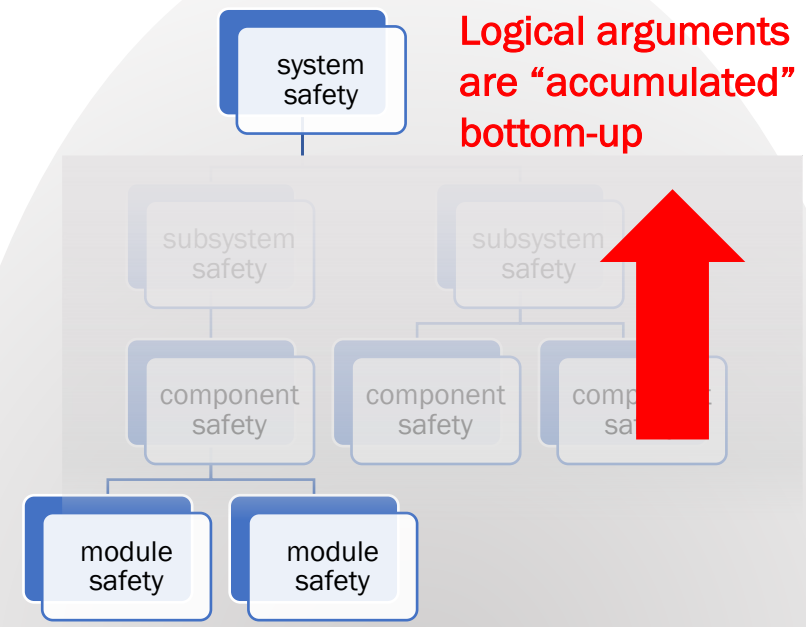 system
safety
Logical arguments
are “accumulated”
bottom-up
subsystem
safety
subsystem
safety
component
safety
component
safety
module
safety
module
safety